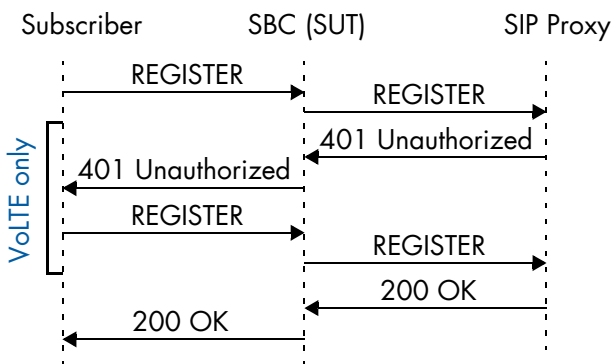 Subscriber
SBC (SUT)
SIP Proxy
REGISTER
REGISTER
401 Unauthorized
401 Unauthorized
VoLTE only
REGISTER
REGISTER
200 OK
200 OK